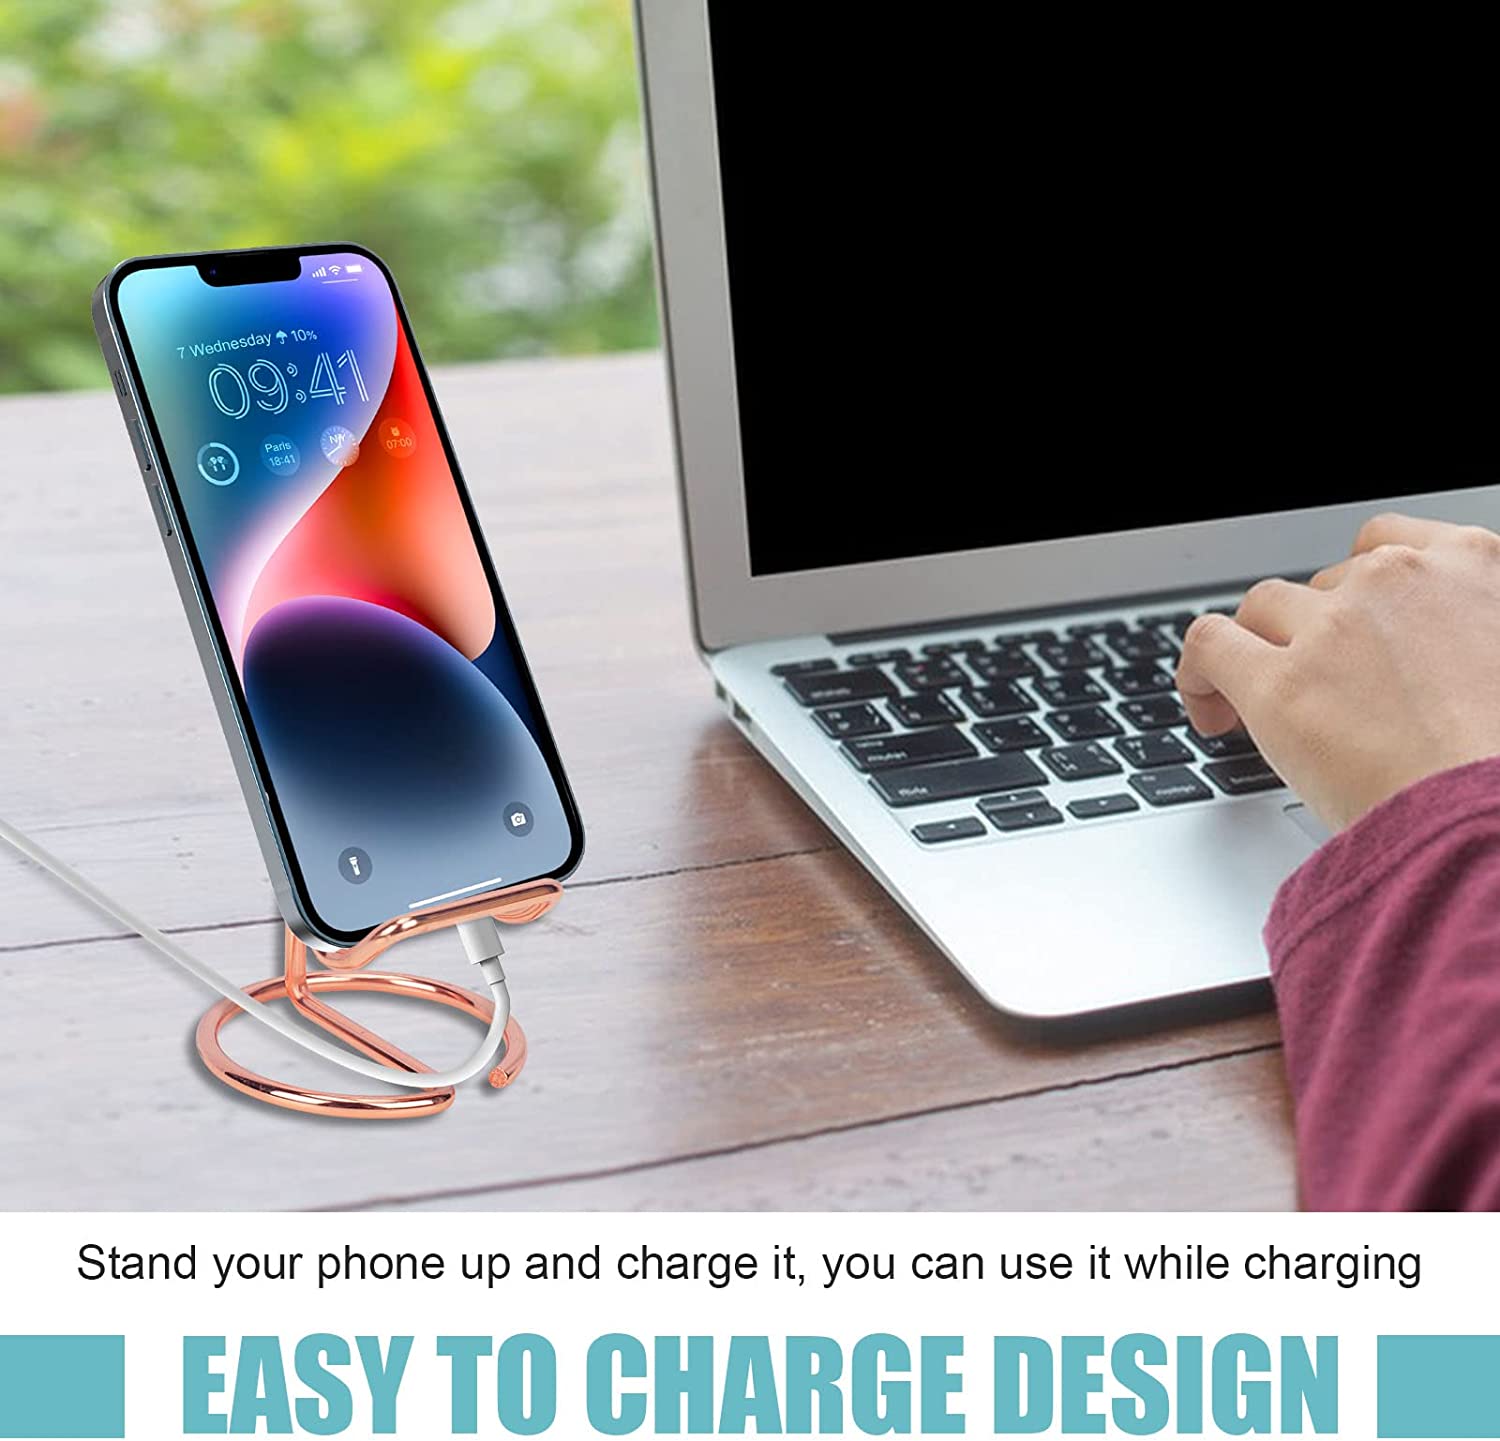 7 Wednesday 10%
09:41
Paris
18:41
NY
07:00
Stand your phone up and charge it, you can use it while charging
EASY TO CHARGE DESIGN